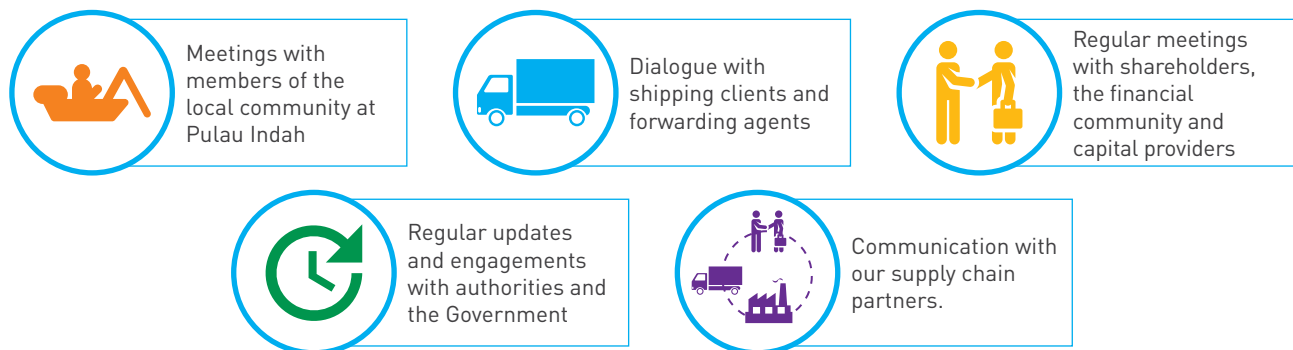 Meetings with
members of the
local community at
Pulau Indah
Dialogue with
shipping clients and
forwarding agents
Regular meetings
with shareholders,
the financial
community and
capital providers
Regular updates
and engagements
with authorities and
the Government
Communication with
our supply chain
partners.